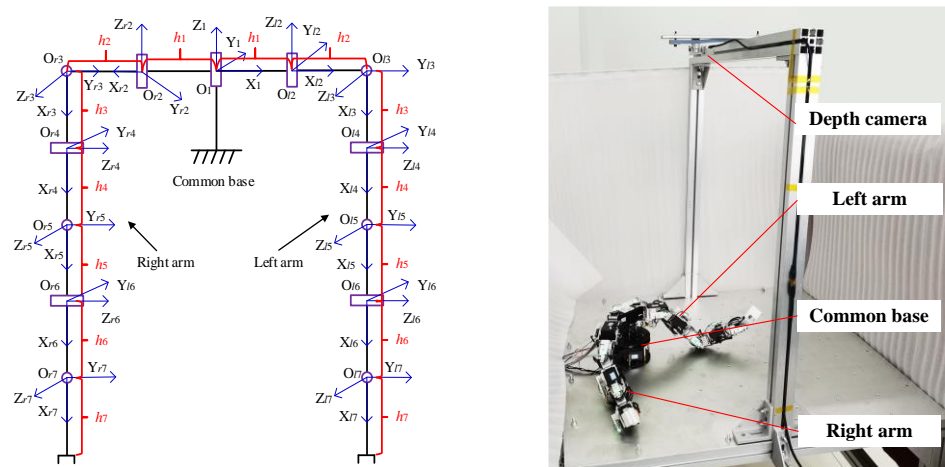 Zr2 Z1 Zl2
h2 h1 Y1 h1 Yl2 h2
Or3 Ol3
Yr3 Xr2 Or2 Yr2 O1 X1 Ol2 Xl2 Yl3
Zr3 Zl3
Xr3 h3 Xl3 h3
Or4 Yr4 Ol4 Yl4
Zr4 Common base Zl4
Xr4 h4 Xl4 h4
Or5 Yr5 Ol5 Yl5
Zr5 Right arm Left arm Zl5
Xr5 h5 Xl5 h5
Or6 Yr6 Ol6 Yl6
Zr6 Zl6
Xr6 h6 Xl6 h6
Or7 Yr7 Ol7 Yl7
Zr7 Zl7
Xr7 h7 Xl7 h7
Depth camera
Left arm
Common base
Right arm